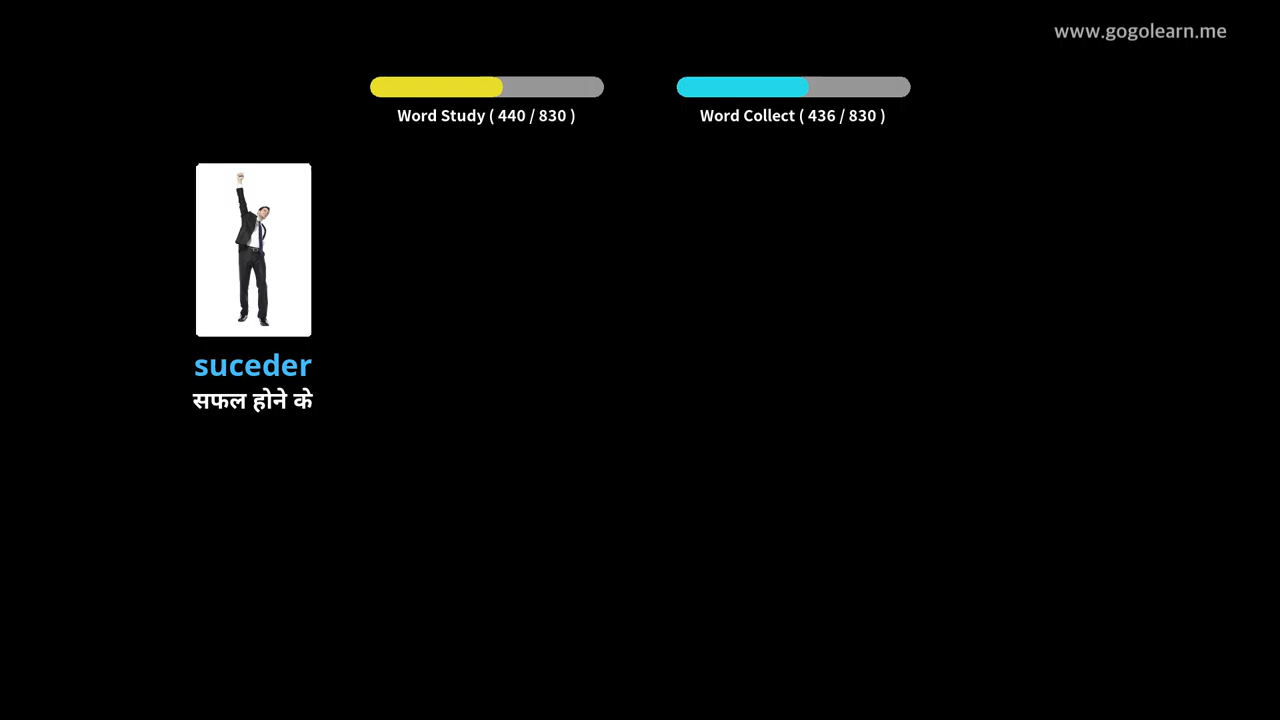 www.gogolearn.me
Word Study ( 440 / 830 )
Word Collect ( 436 / 830 )
suceder
सफल होने के